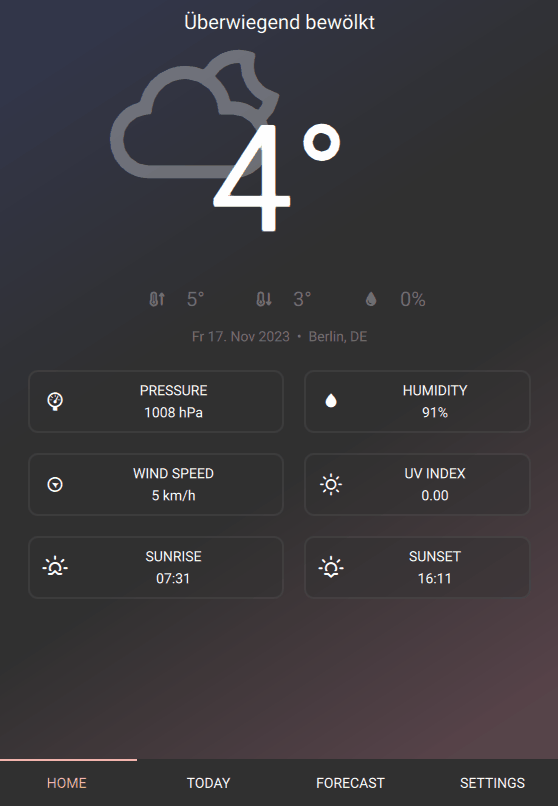 Überwiegend bewölkt
4°
5° 3° 0%
Fr 17. Nov 2023 • Berlin, DE
PRESSURE
1008 hPa
HUMIDITY
91%
WIND SPEED
5 km/h
UV INDEX
0.00
SUNRISE
07:31
SUNSET
16:11
HOME TODAY FORECAST SETTINGS